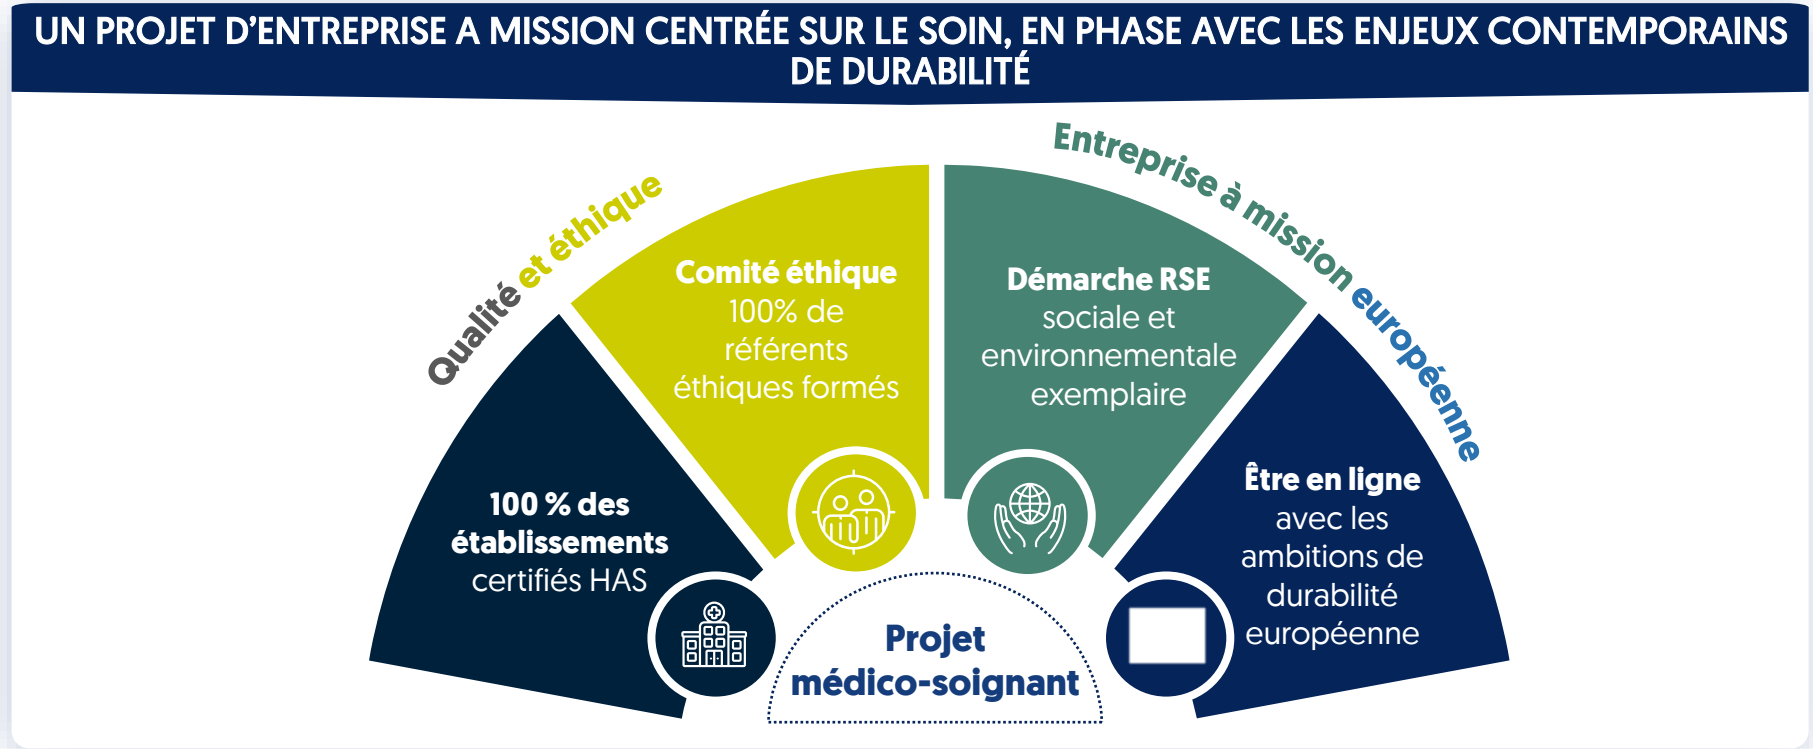 UN PROJET D’ENTREPRISE A MISSION CENTRÉE SUR LE SOIN, EN PHASE AVEC LES ENJEUX CONTEMPORAINS
DE DURABILITÉ
Qualité et éthique
Entreprise à mission européenne
100 % des
établissements
certifiés HAS
Comité éthique
100% de
référents
éthiques formés
Démarche RSE
sociale et
environnementale
exemplaire
Être en ligne
avec les
ambitions de
durabilité
européenne
Projet
médico-soignant